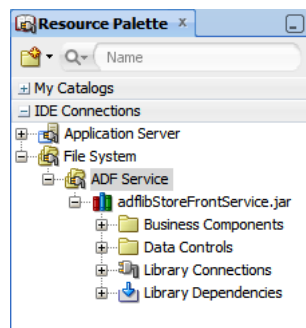 Resource Palette
Name
My Catalogs
IDE Connections
Application Server
File System
ADF Service
adflibStoreFrontService.jar
Business Components
Data Controls
Library Connections
Library Dependencies